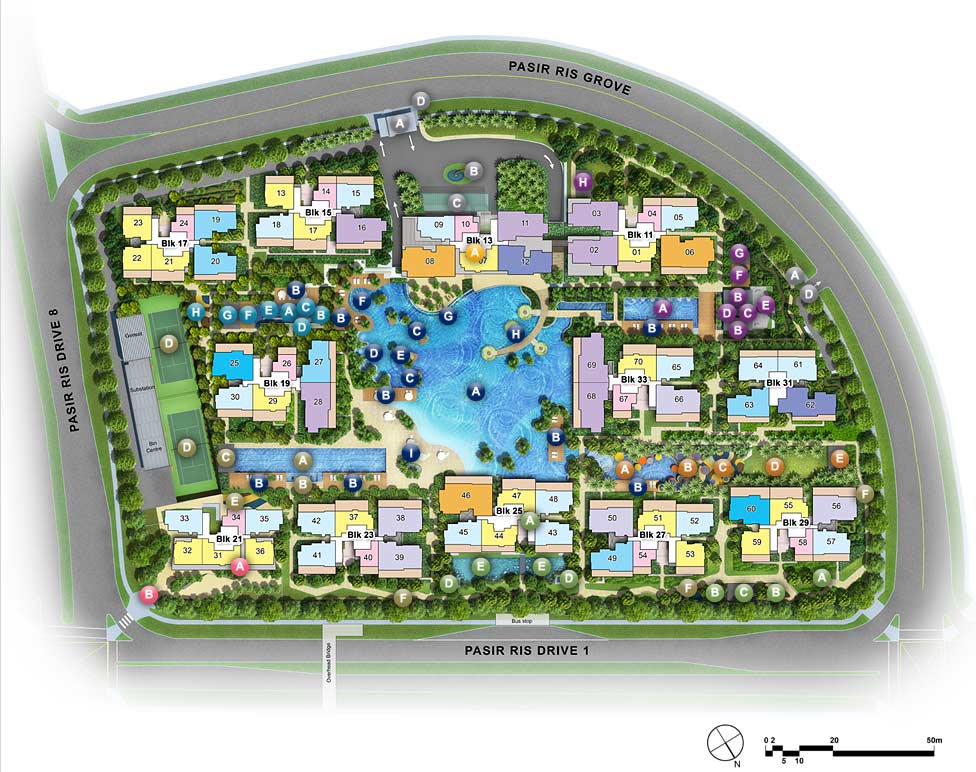 PASIR RIS GROVE
D
A
B
C
H
13 14 15
Blk 15
18 17 16
23 24 19
Blk 17
22 21 20
09 10 11
Blk 13
A
08 07 12
03 04 05
Blk 11
02 01 06
G
F
A
D
B
E
D C
B
A
B
H G F E A C B B
B
D
F
G
C
H
D E
C
B
A
PASIR RIS DRIVE 8
Genset
Substation
Bin
Centre
D
D
25 26 27
Blk 19
30 29 28
69 70 65
Blk 33
68 67 66
64 61
Blk 31
63 62
I
B
C A
B B B
A B C D E
B
F
E
33 34 35
Blk 21
32 31 36
A
B
42 37 38
Blk 23
41 40 39
F
46 47 48
Blk 25
A
45 44 43
E E
D D
50 51 52
Blk 27
49 54 53
60 55 56
Blk 29
59 58 57
F B C B A
Bus stop
Overhead Bridge
PASIR RIS DRIVE 1
N
0 2 20 50m
5 10